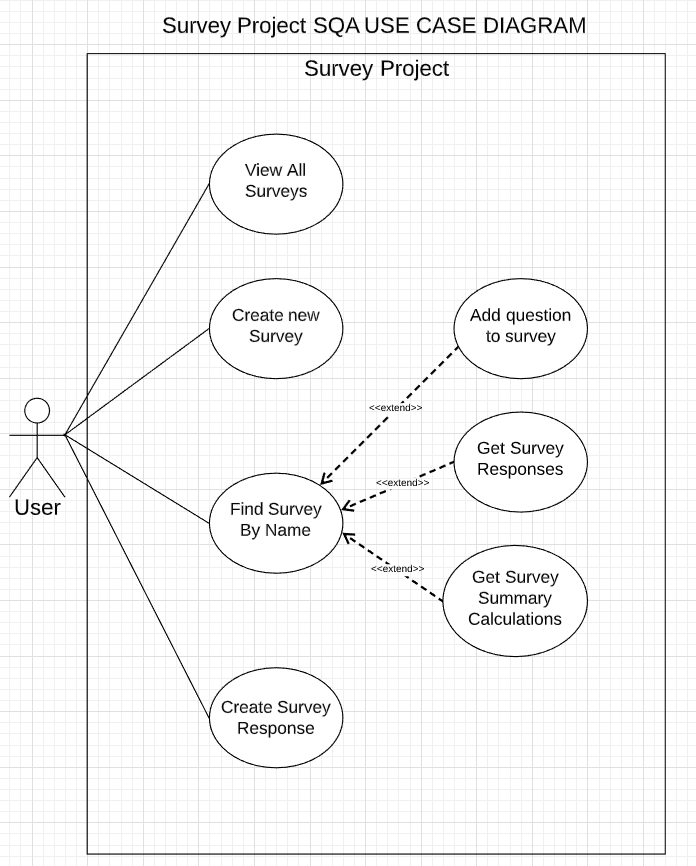 Survey Project SQA USE CASE DIAGRAM
Survey Project
View All
Surveys
Create new
Survey
Add question
to survey
<<extend>>
Get Survey
Responses
<<extend>>
User
Find Survey
By Name
<<extend>>
Get Survey
Summary
Calculations
Create Survey
Response